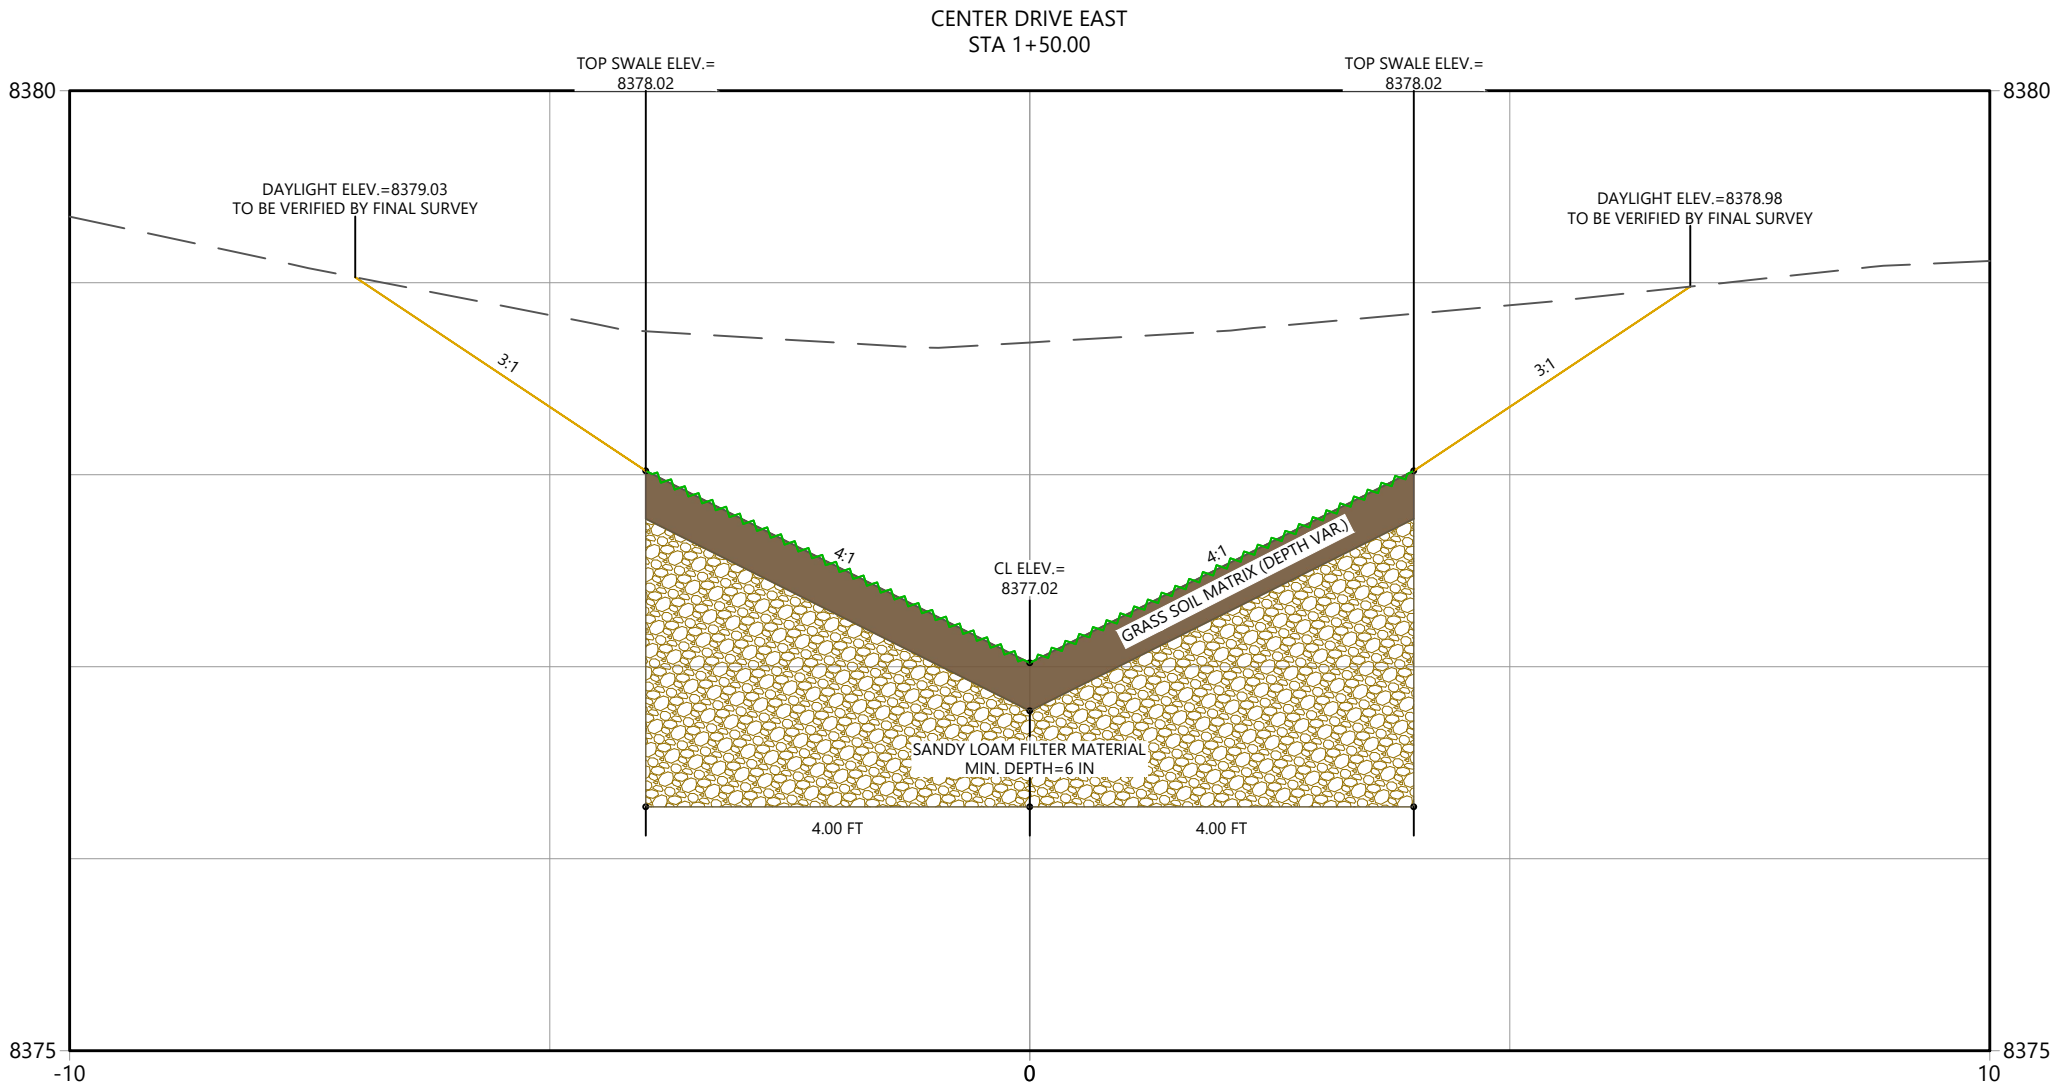 CENTER DRIVE EAST
STA 1+50.00
TOP SWALE ELEV.=
8378.02
TOP SWALE ELEV.=
8378.02
8380
8380
DAYLIGHT ELEV.=8379.03
TO BE VERIFIED BY FINAL SURVEY
DAYLIGHT ELEV.=8378.98
TO BE VERIFIED BY FINAL SURVEY
3:1
3:1
4:1
4:1
CL ELEV.=
8377.02
GRASS SOIL MATRIX (DEPTH VAR.)
SANDY LOAM FILTER MATERIAL
MIN. DEPTH=6 IN
4.00 FT
4.00 FT
8375
8375
-10
0
10